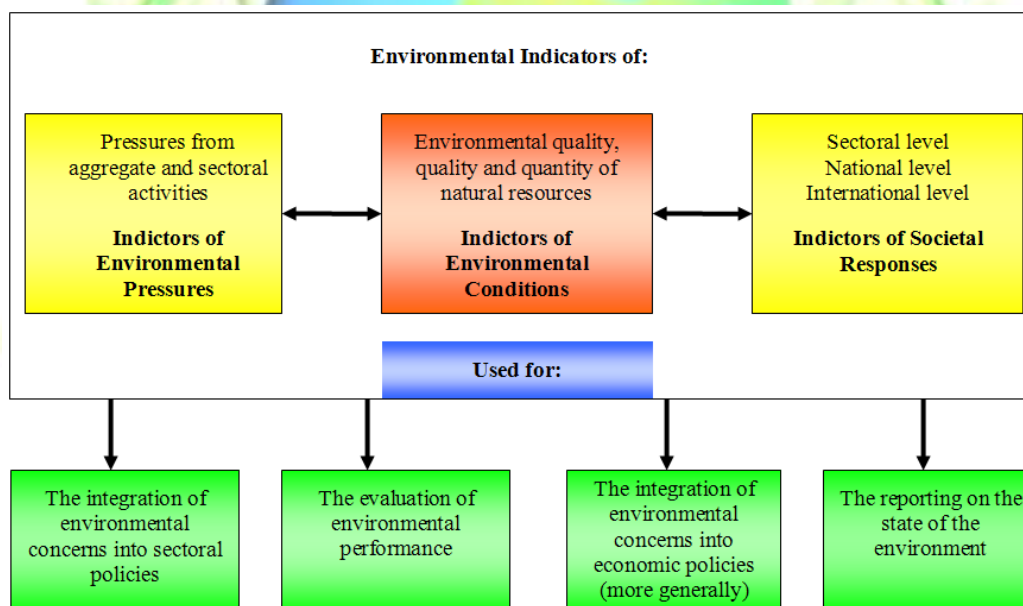 Environmental Indicators of:
Pressures from
aggregate and sectoral
activities
Indictors of
Environmental
Pressures
Environmental quality,
quality and quantity of
natural resources
Indictors of
Environmental
Conditions
Sectoral level
National level
International level
Indictors of Societal
Responses
Used for:
The integration of
environmental
concerns into sectoral
policies
The evaluation of
environmental
performance
The integration of
environmental
concerns into
economic policies
(more generally)
The reporting on the
state of the
environment